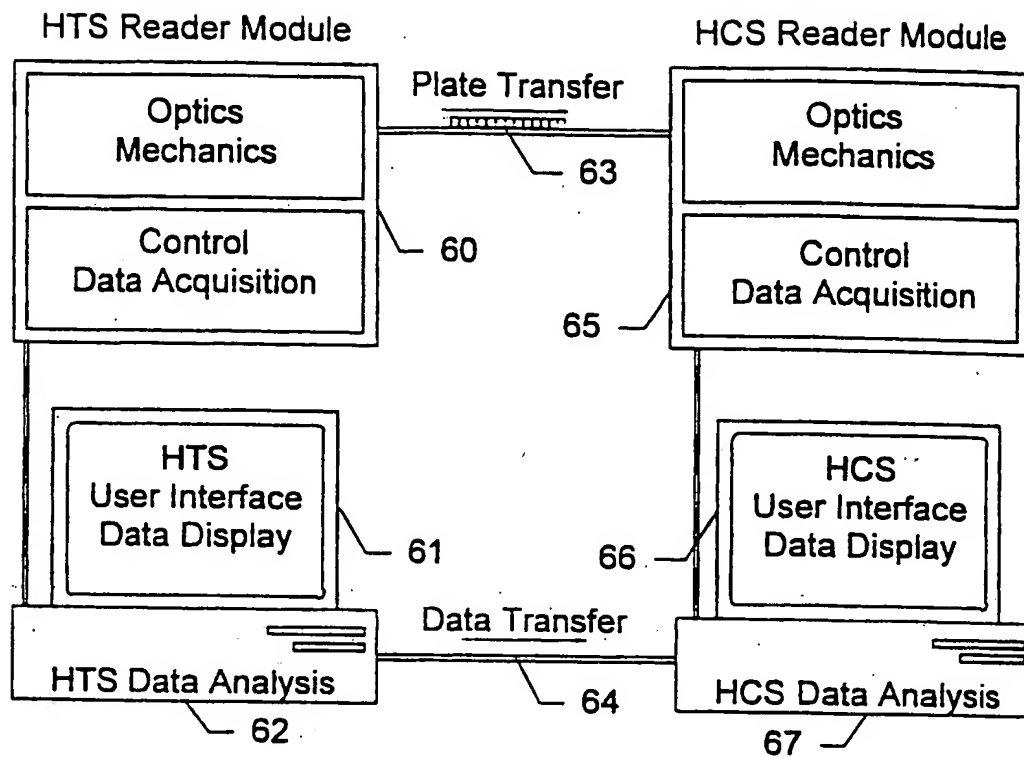 HTS Reader Module
Optics
Mechanics
Control
Data Acquisition
60
Plate Transfer
63
HCS Reader Module
Optics
Mechanics
Control
Data Acquisition
65
HTS
User Interface
Data Display
61
HTS Data Analysis
62
Data Transfer
64
HCS
User Interface
Data Display
66
HCS Data Analysis
67